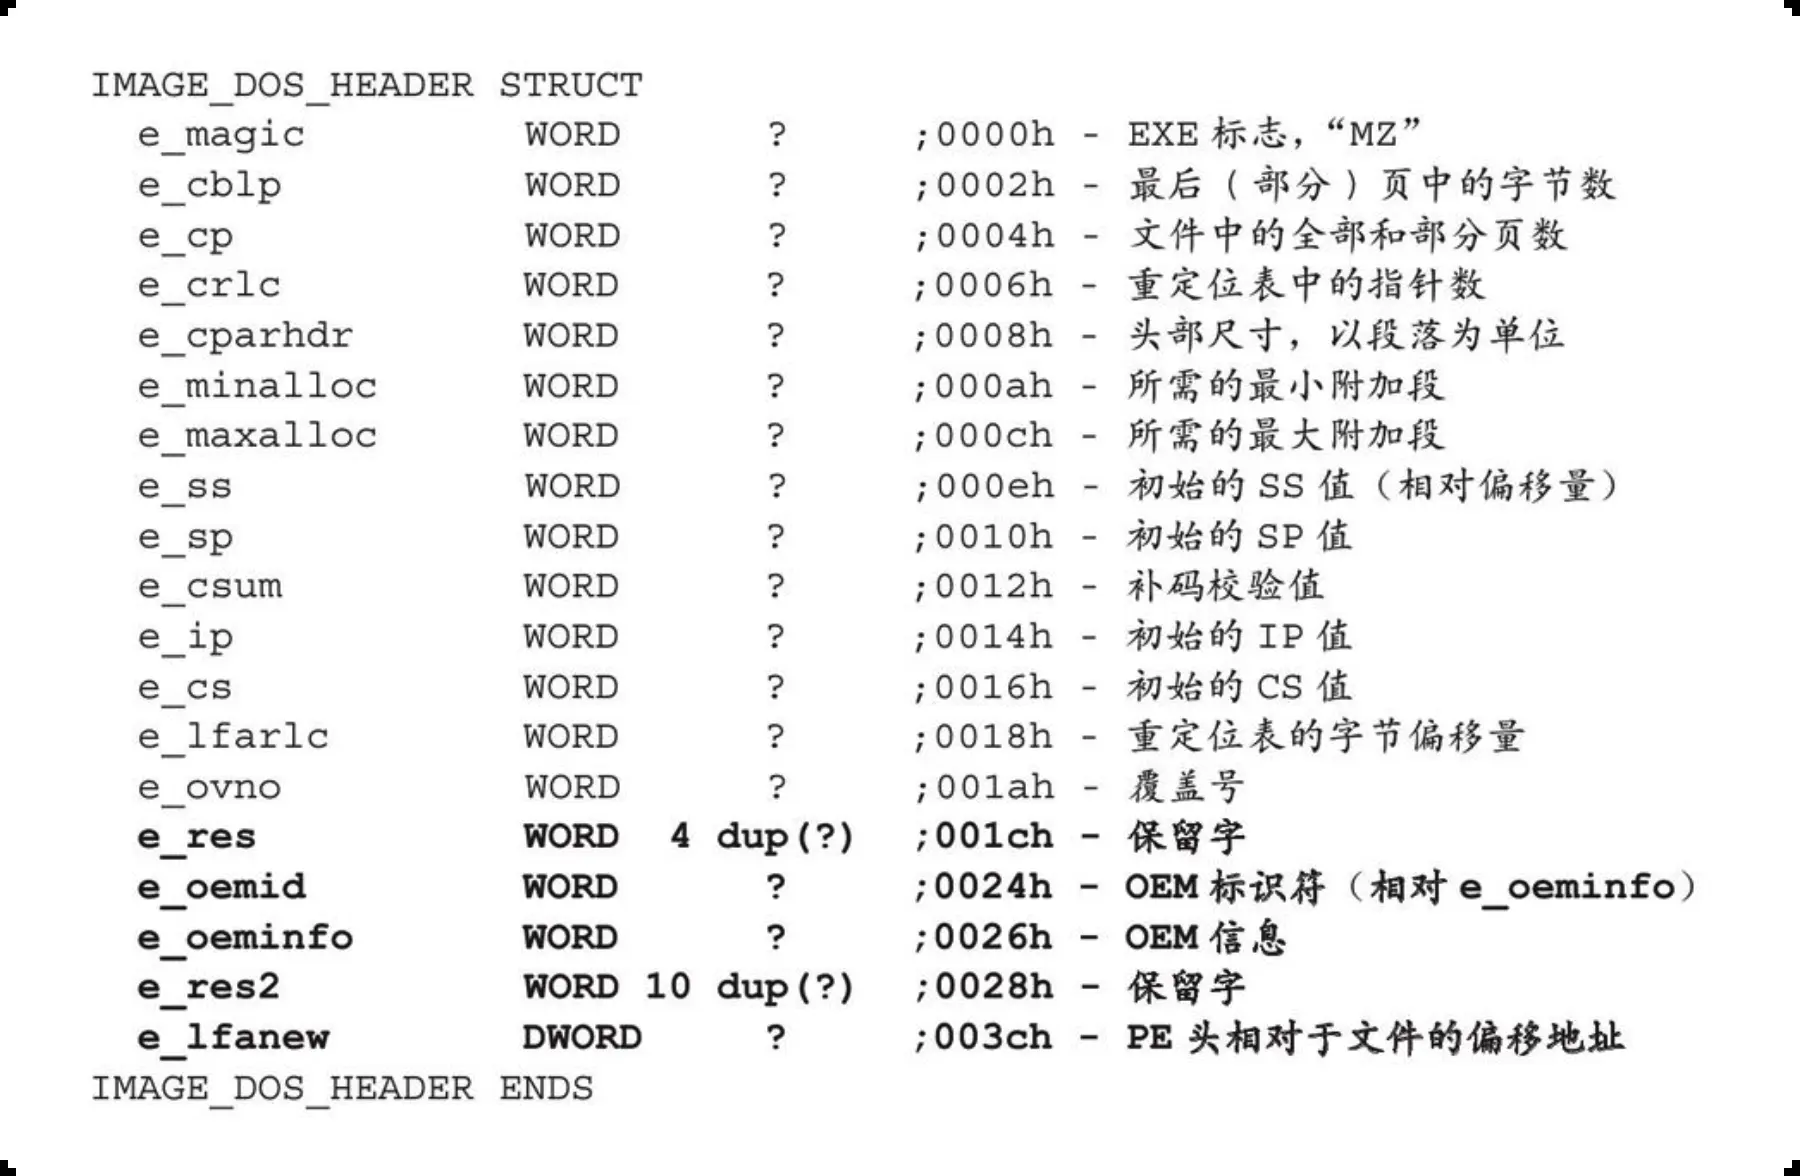 IMAGE_DOS_HEADER STRUCT
e_magic WORD ? ;0000h - EXE 标志，“MZ”
e_cblp WORD ? ;0002h - 最后（部分）页中的字节数
e_cp WORD ? ;0004h - 文件中的全部和部分页数
e_crlc WORD ? ;0006h - 重定位表中的指针数
e_cparhdr WORD ? ;0008h - 头部尺寸，以段落为单位
e_minalloc WORD ? ;000ah - 所需的最小附加段
e_maxalloc WORD ? ;000ch - 所需的最大附加段
e_ss WORD ? ;000eh - 初始的 SS 值（相对偏移量）
e_sp WORD ? ;0010h - 初始的 SP 值
e_csum WORD ? ;0012h - 补码校验值
e_ip WORD ? ;0014h - 初始的 IP 值
e_cs WORD ? ;0016h - 初始的 CS 值
e_lfarlc WORD ? ;0018h - 重定位表的字节偏移量
e_ovno WORD ? ;001ah - 覆盖号
e_res WORD 4 dup(?) ;001ch - 保留字
e_oemid WORD ? ;0024h - OEM 标识符（相对 e_oeminfo）
e_oeminfo WORD ? ;0026h - OEM 信息
e_res2 WORD 10 dup(?) ;0028h - 保留字
e_lfanew DWORD ? ;003ch - PE 头相对于文件的偏移地址
IMAGE_DOS_HEADER ENDS